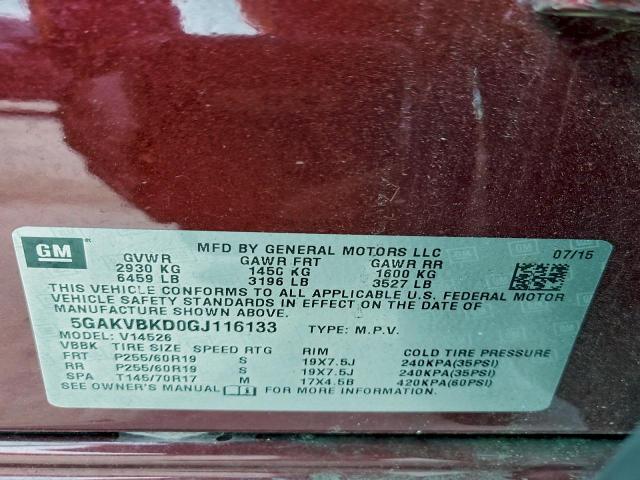 GM MFD BY GENERAL MOTORS LLC 07/15
GVWR GAWR FRT GAWR RR
2930 KG 1450 KG 1600 KG
6459 LB 3196 LB 3527 LB
THIS VEHICLE CONFORMS TO ALL APPLICABLE U.S. FEDERAL MOTOR
VEHICLE SAFETY STANDARDS IN EFFECT ON THE DATE OF
MANUFACTURE SHOWN ABOVE.
5GAKVBKD0GJ116133 TYPE: M.P.V.
MODEL: V14526
VBBK TIRE SIZE SPEED RTG RIM COLD TIRE PRESSURE
FRT P255/60R19 S 19X7.5J 240KPA(35PSI)
RR P255/60R19 S 19X7.5J 240KPA(35PSI)
SPA T145/70R17 M 17X4.5B 420KPA(60PSI)
SEE OWNER'S MANUAL FOR MORE INFORMATION.